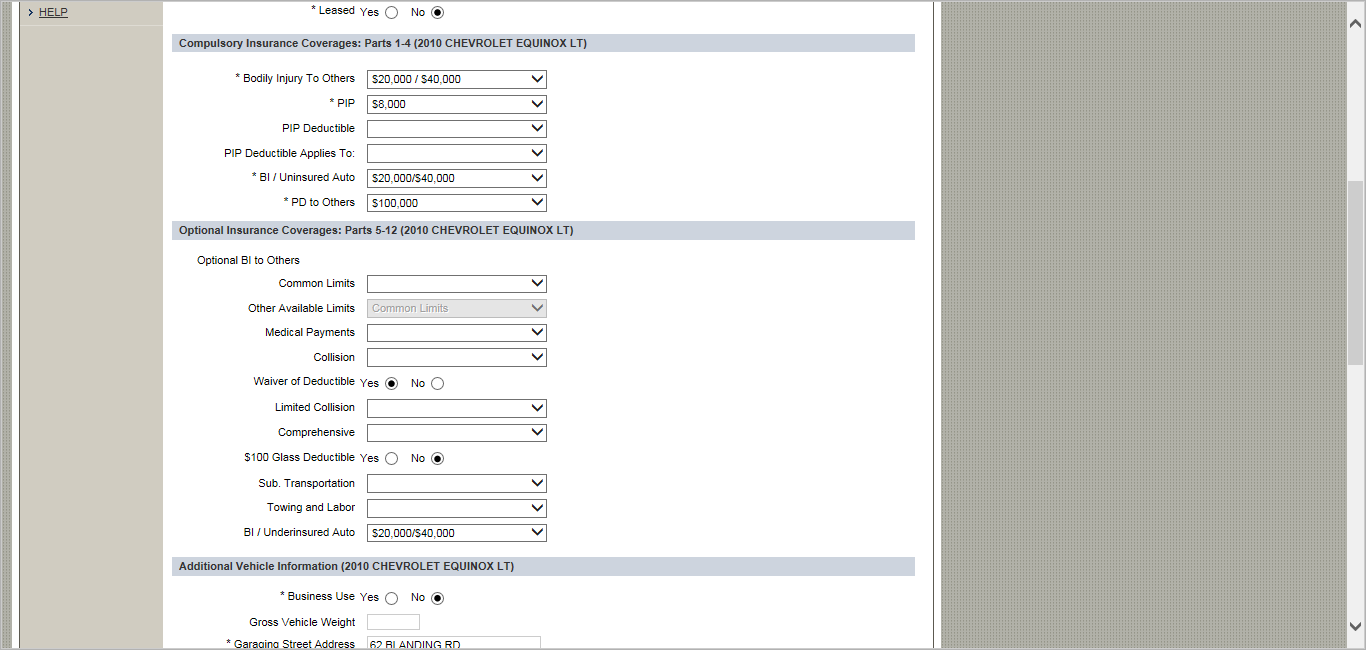 > HELP
* Leased Yes No
Compulsory Insurance Coverages: Parts 1-4 (2010 CHEVROLET EQUINOX LT)
* Bodily Injury To Others $20,000 / $40,000
* PIP $8,000
PIP Deductible
PIP Deductible Applies To:
* BI / Uninsured Auto $20,000/$40,000
* PD to Others $100,000
Optional Insurance Coverages: Parts 5-12 (2010 CHEVROLET EQUINOX LT)
Optional BI to Others
Common Limits
Other Available Limits Common Limits
Medical Payments
Collision
Waiver of Deductible Yes No
Limited Collision
Comprehensive
$100 Glass Deductible Yes No
Sub. Transportation
Towing and Labor
BI / Underinsured Auto $20,000/$40,000
Additional Vehicle Information (2010 CHEVROLET EQUINOX LT)
* Business Use Yes No
Gross Vehicle Weight
* Garaging Street Address 62 BLANDING RD